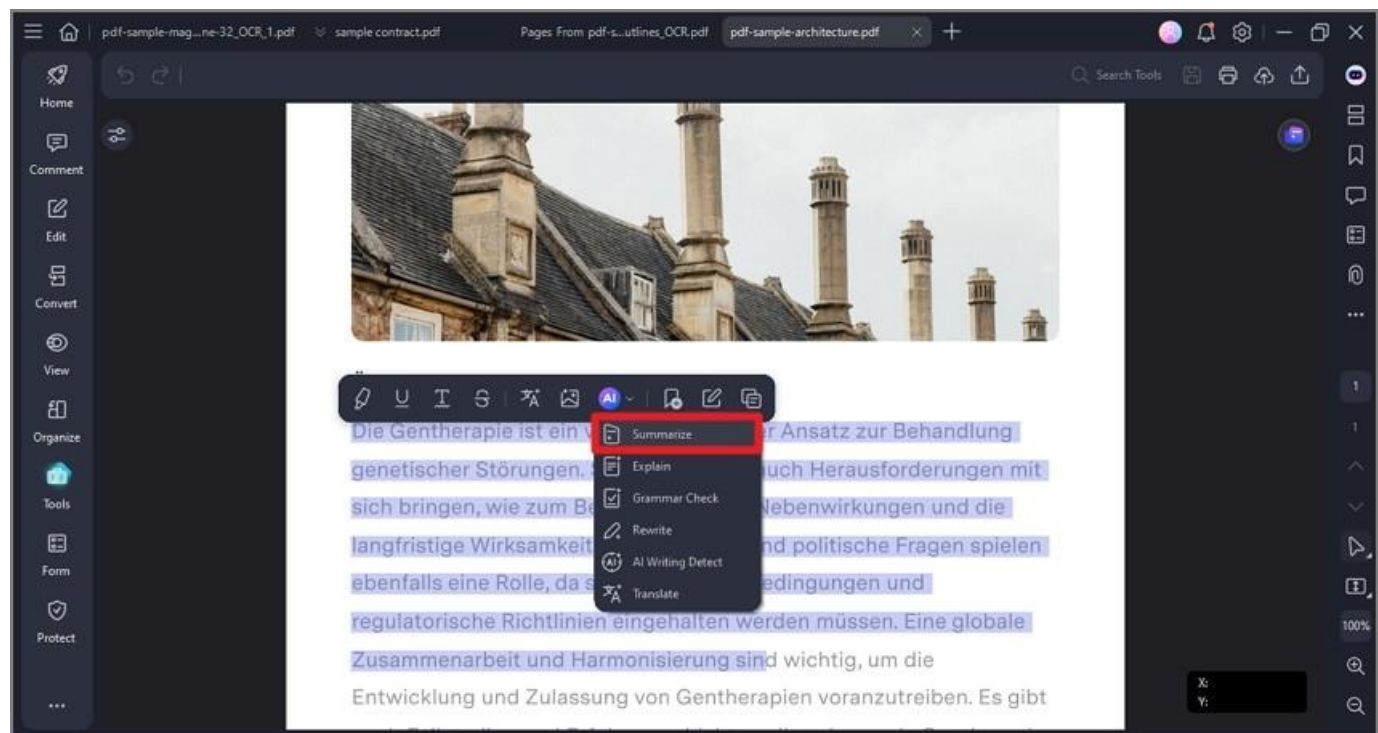 pdf-sample-mag...ne-32_OCR_1.pdf
sample contract.pdf
Pages From pdf-s...utlines_OCR.pdf
pdf-sample-architecture.pdf
Search Tools
Home
Comment
Edit
Convert
View
Organize
Tools
Form
Protect
AI
Summarize
Explain
Grammar Check
Rewrite
AI Writing Detect
Translate
Die Gentherapie ist ein r Ansatz zur Behandlung
genetischer Störungen. uch Herausforderungen mit
sich bringen, wie zum Be Nebenwirkungen und die
langfristige Wirksamkeit nd politische Fragen spielen
ebenfalls eine Rolle, da s edingungen und
regulatorische Richtlinien eingehalten werden müssen. Eine globale
Zusammenarbeit und Harmonisierung sind wichtig, um die
Entwicklung und Zulassung von Gentherapien voranzutreiben. Es gibt
1
1
100%
X:
Y: